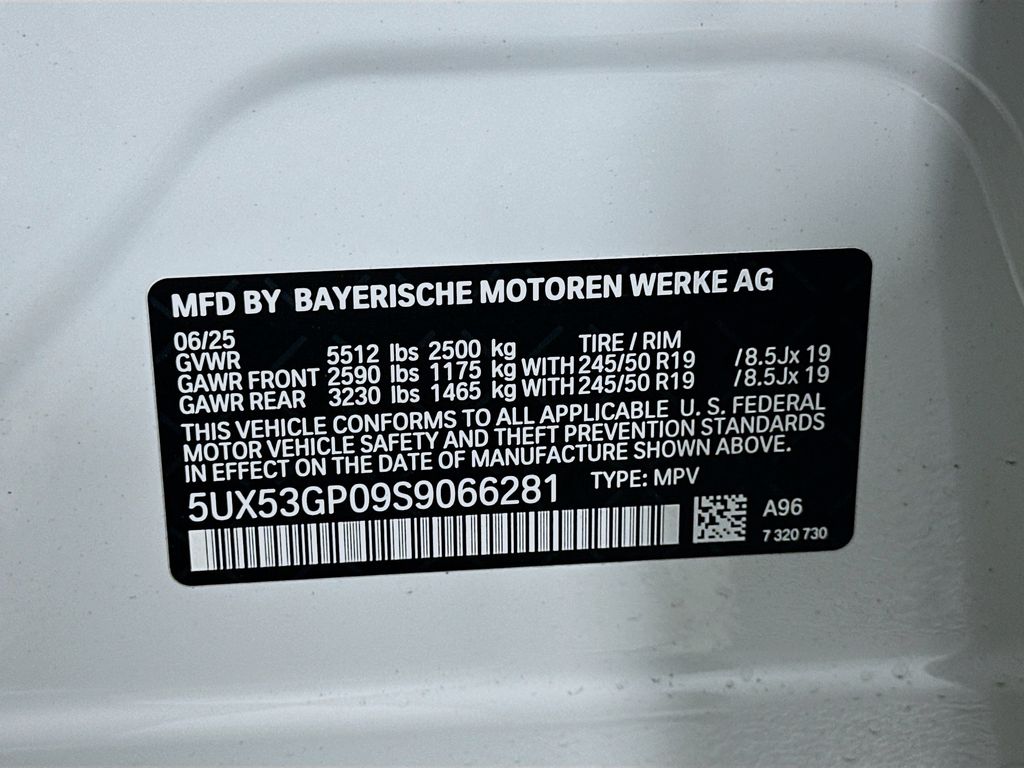 MFD BY BAYERISCHE MOTOREN WERKE AG
06/25 TIRE / RIM
GVWR 5512 lbs 2500 kg
GAWR FRONT 2590 lbs 1175 kg WITH 245/50 R19 /8.5Jx 19
GAWR REAR 3230 lbs 1465 kg WITH 245/50 R19 /8.5Jx 19
THIS VEHICLE CONFORMS TO ALL APPLICABLE U. S. FEDERAL
MOTOR VEHICLE SAFETY AND THEFT PREVENTION STANDARDS
IN EFFECT ON THE DATE OF MANUFACTURE SHOWN ABOVE.
5UX53GP09S9066281 TYPE: MPV
A96
7 320 730